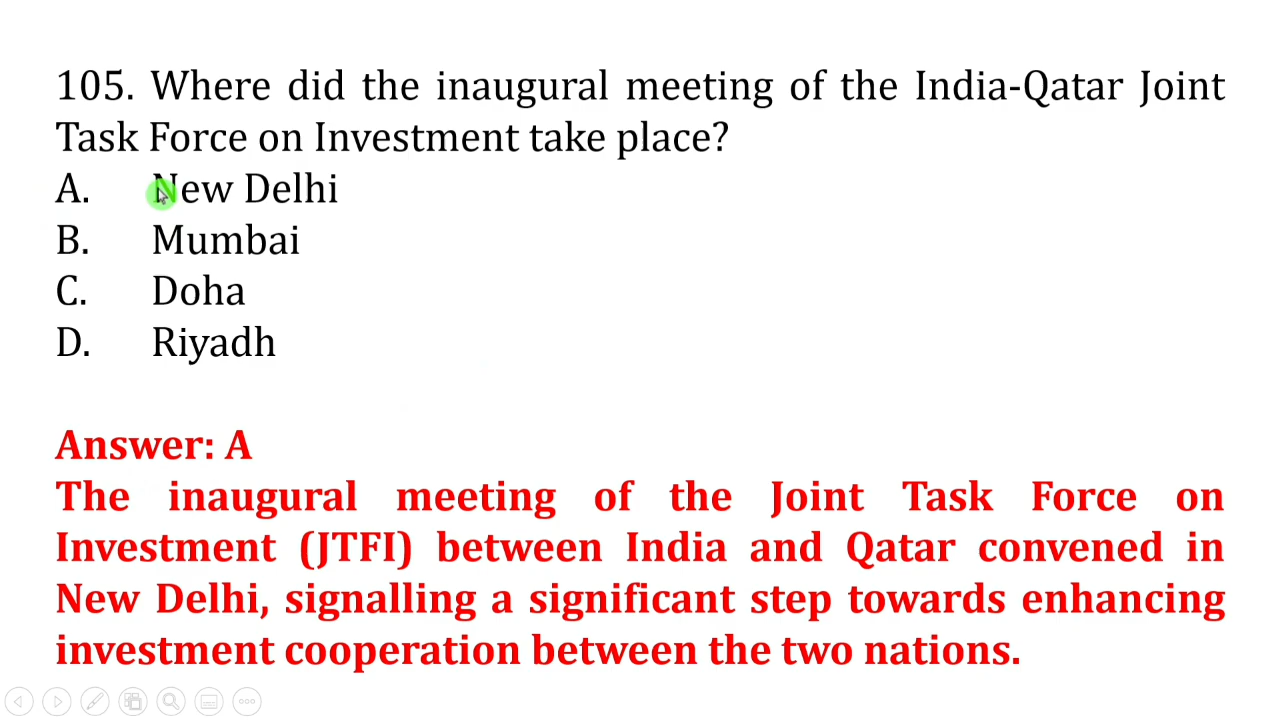 105. Where did the inaugural meeting of the India-Qatar Joint
Task Force on Investment take place?
A. New Delhi
B. Mumbai
C. Doha
D. Riyadh
Answer: A
The inaugural meeting of the Joint Task Force on
Investment (JTFI) between India and Qatar convened in
New Delhi, signalling a significant step towards enhancing
investment cooperation between the two nations.